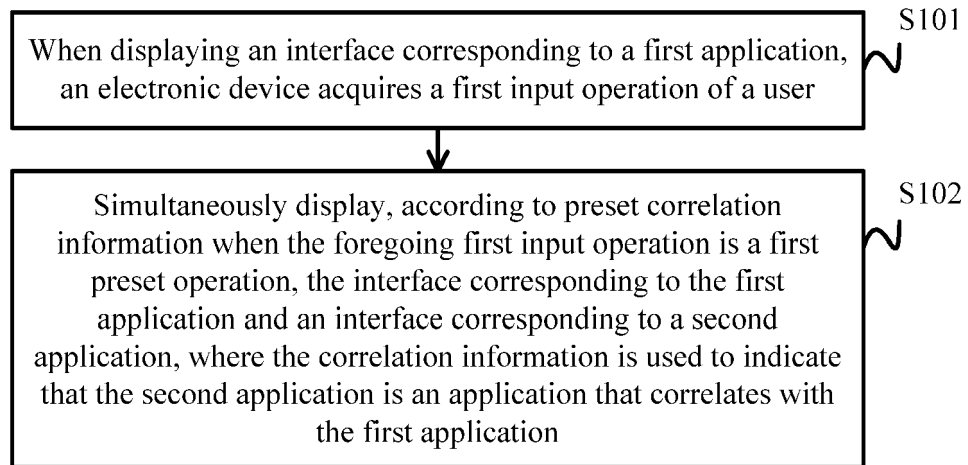 S101
When displaying an interface corresponding to a first application,
an electronic device acquires a first input operation of a user
S102
Simultaneously display, according to preset correlation
information when the foregoing first input operation is a first
preset operation, the interface corresponding to the first
application and an interface corresponding to a second
application, where the correlation information is used to indicate
that the second application is an application that correlates with
the first application